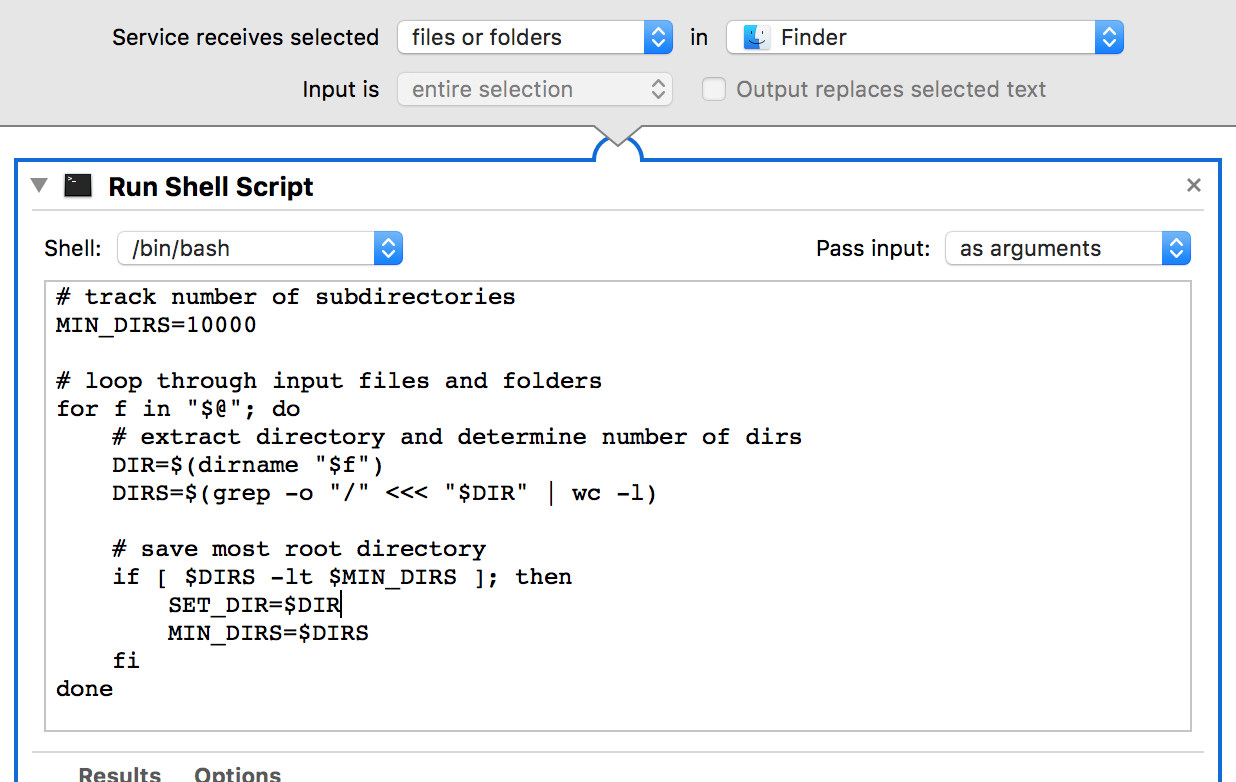 Service receives selected files or folders in Finder
Input is entire selection Output replaces selected text
Run Shell Script
Shell: /bin/bash Pass input: as arguments
# track number of subdirectories
MIN_DIRS=10000
# loop through input files and folders
for f in "$@"; do
    # extract directory and determine number of dirs
    DIR=$(dirname "$f")
    DIRS=$(grep -o "/" <<< "$DIR" | wc -l)
    # save most root directory
    if [ $DIRS -lt $MIN_DIRS ]; then
        SET_DIR=$DIR
        MIN_DIRS=$DIRS
    fi
done
Results Options